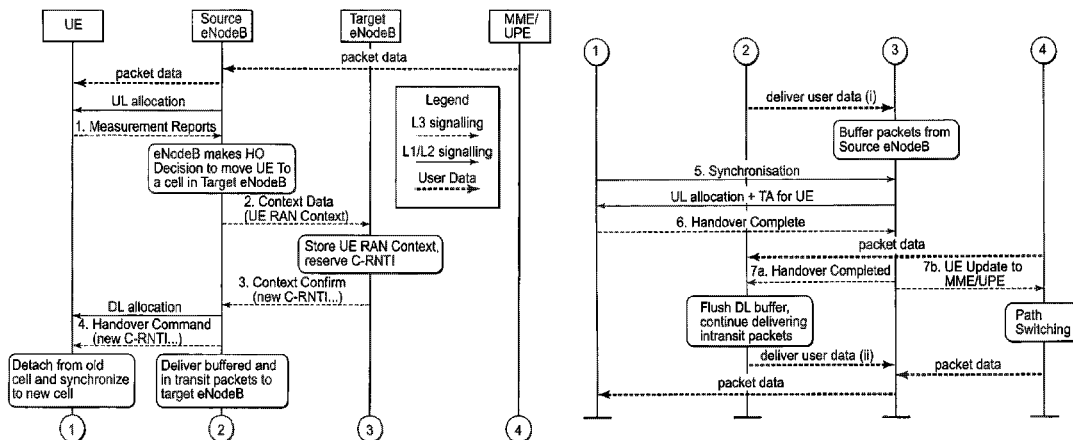 UE
Source
eNodeB
Target
eNodeB
MME/
UPE
packet data
packet data
UL allocation
1. Measurement Reports
eNodeB makes HO
Decision to move UE To
a cell in Target eNodeB
Legend
L3 signalling
L1/L2 signalling
User Data
2. Context Data
(UE RAN Context)
Store UE RAN Context,
reserve C-RNTI
3. Context Confirm
(new C-RNTI...)
DL allocation
4. Handover Command
(new C-RNTI...)
Detach from old
cell and synchronize
to new cell
Deliver buffered and
in transit packets to
target eNodeB
1
2
3
4
1
2
3
4
deliver user data (i)
Buffer packets from
Source eNodeB
5. Synchronisation
UL allocation + TA for UE
6. Handover Complete
packet data
7a. Handover Completed
7b. UE Update to
MME/UPE
Flush DL buffer,
continue delivering
intransit packets
Path
Switching
deliver user data (ii)
packet data
packet data